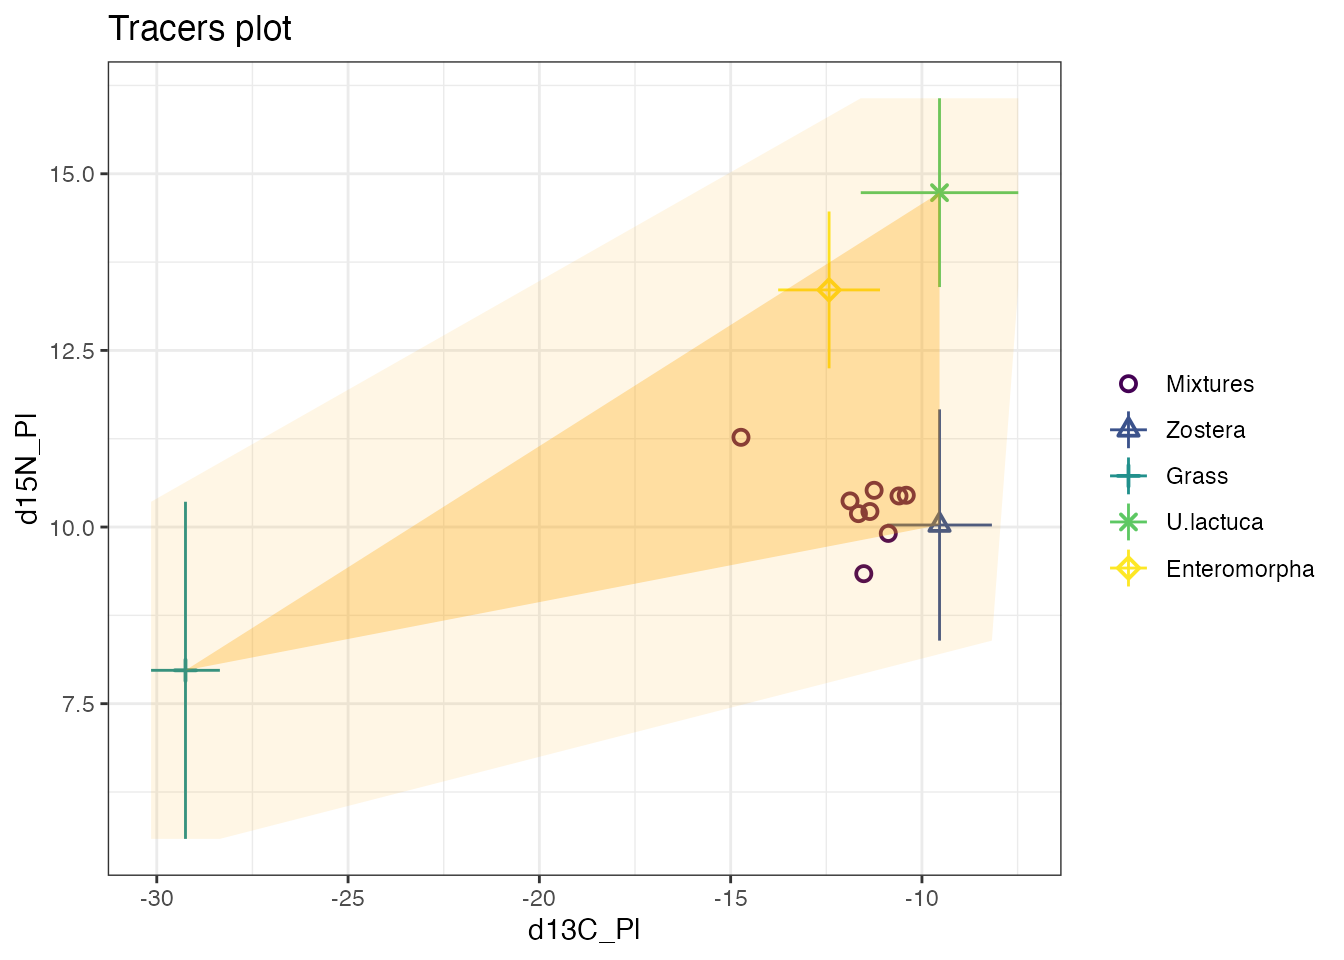 Tracers plot
15.0
12.5
10.0
7.5
d15N_Pl
-30
-25
-20
-15
-10
d13C_Pl
Mixtures
Zostera
Grass
U.lactuca
Enteromorpha